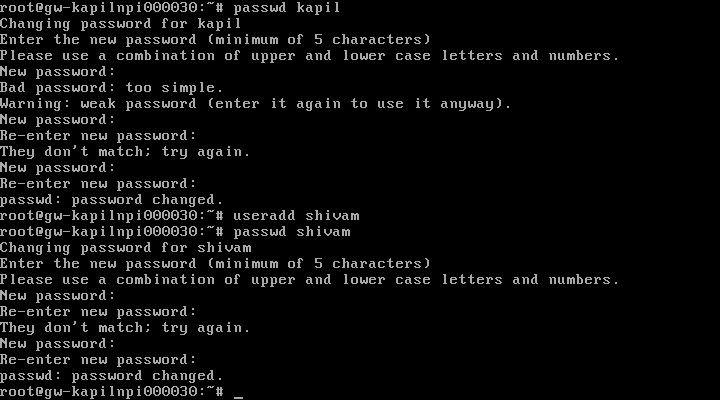 root@gw-kapilnpi000030:~# passwd kapil
Changing password for kapil
Enter the new password (minimum of 5 characters)
Please use a combination of upper and lower case letters and numbers.
New password:
Bad password: too simple.
Warning: weak password (enter it again to use it anyway).
New password:
Re-enter new password:
They don't match; try again.
New password:
Re-enter new password:
passwd: password changed.
root@gw-kapilnpi000030:~# useradd shivam
root@gw-kapilnpi000030:~# passwd shivam
Changing password for shivam
Enter the new password (minimum of 5 characters)
Please use a combination of upper and lower case letters and numbers.
New password:
Re-enter new password:
They don't match; try again.
New password:
Re-enter new password:
passwd: password changed.
root@gw-kapilnpi000030:~# _